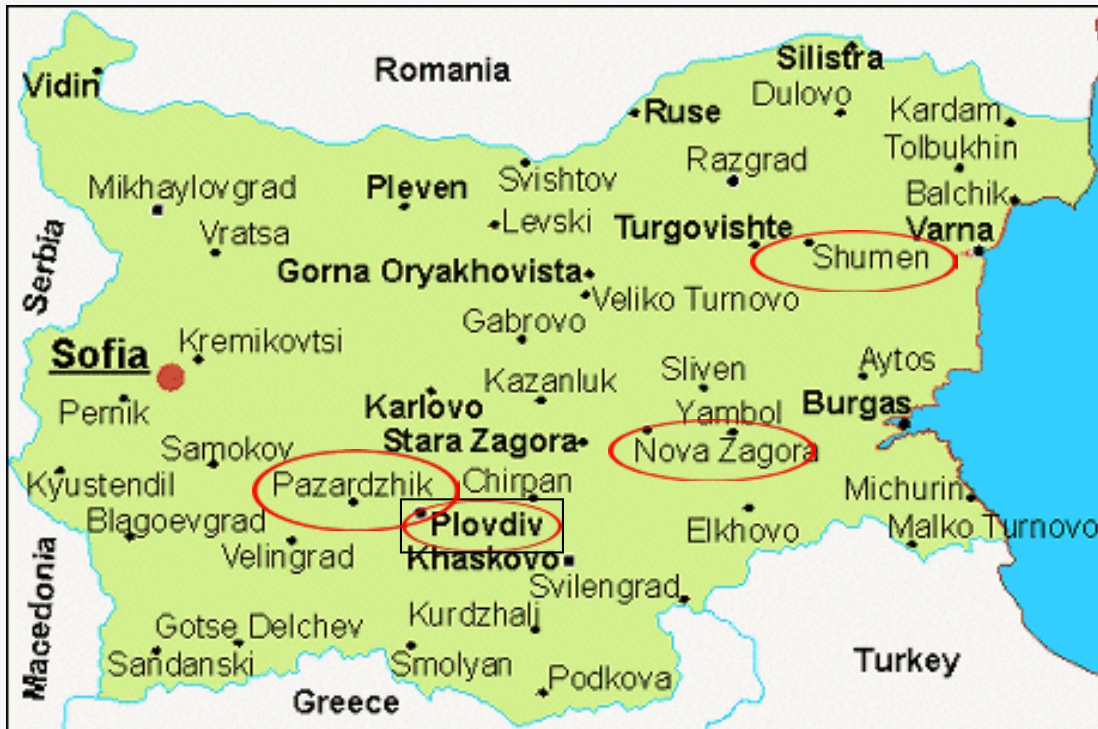 Romania
Silistra
Vidin
Dulovo
Ruse
Kardam
Tolbukhin
Razgrad
Svishtov
Mikhaylovgrad
Pleven
Balchik
Levski
Turgovishte
Varna
Vratsa
Shumen
Serbia
Gorna Oryakhovista
Veliko Turnovo
Gabrovo
Kremikovtsi
Sofia
Aytos
Sliven
Kazanluk
Pernik
Karlovo
Yambol
Burgas
Stara Zagora
Nova Zagora
Samokov
Kyustendil
Pazardzhik
Chirpan
Michurin
Blagoevgrad
Plovdiv
Elkhovo
Malko Turnovo
Velingrad
Khaskovo
Svilengrad
Macedonia
Kurdzhali
Gotse Delchev
Sandanski
Smolyan
Turkey
Podkova
Greece